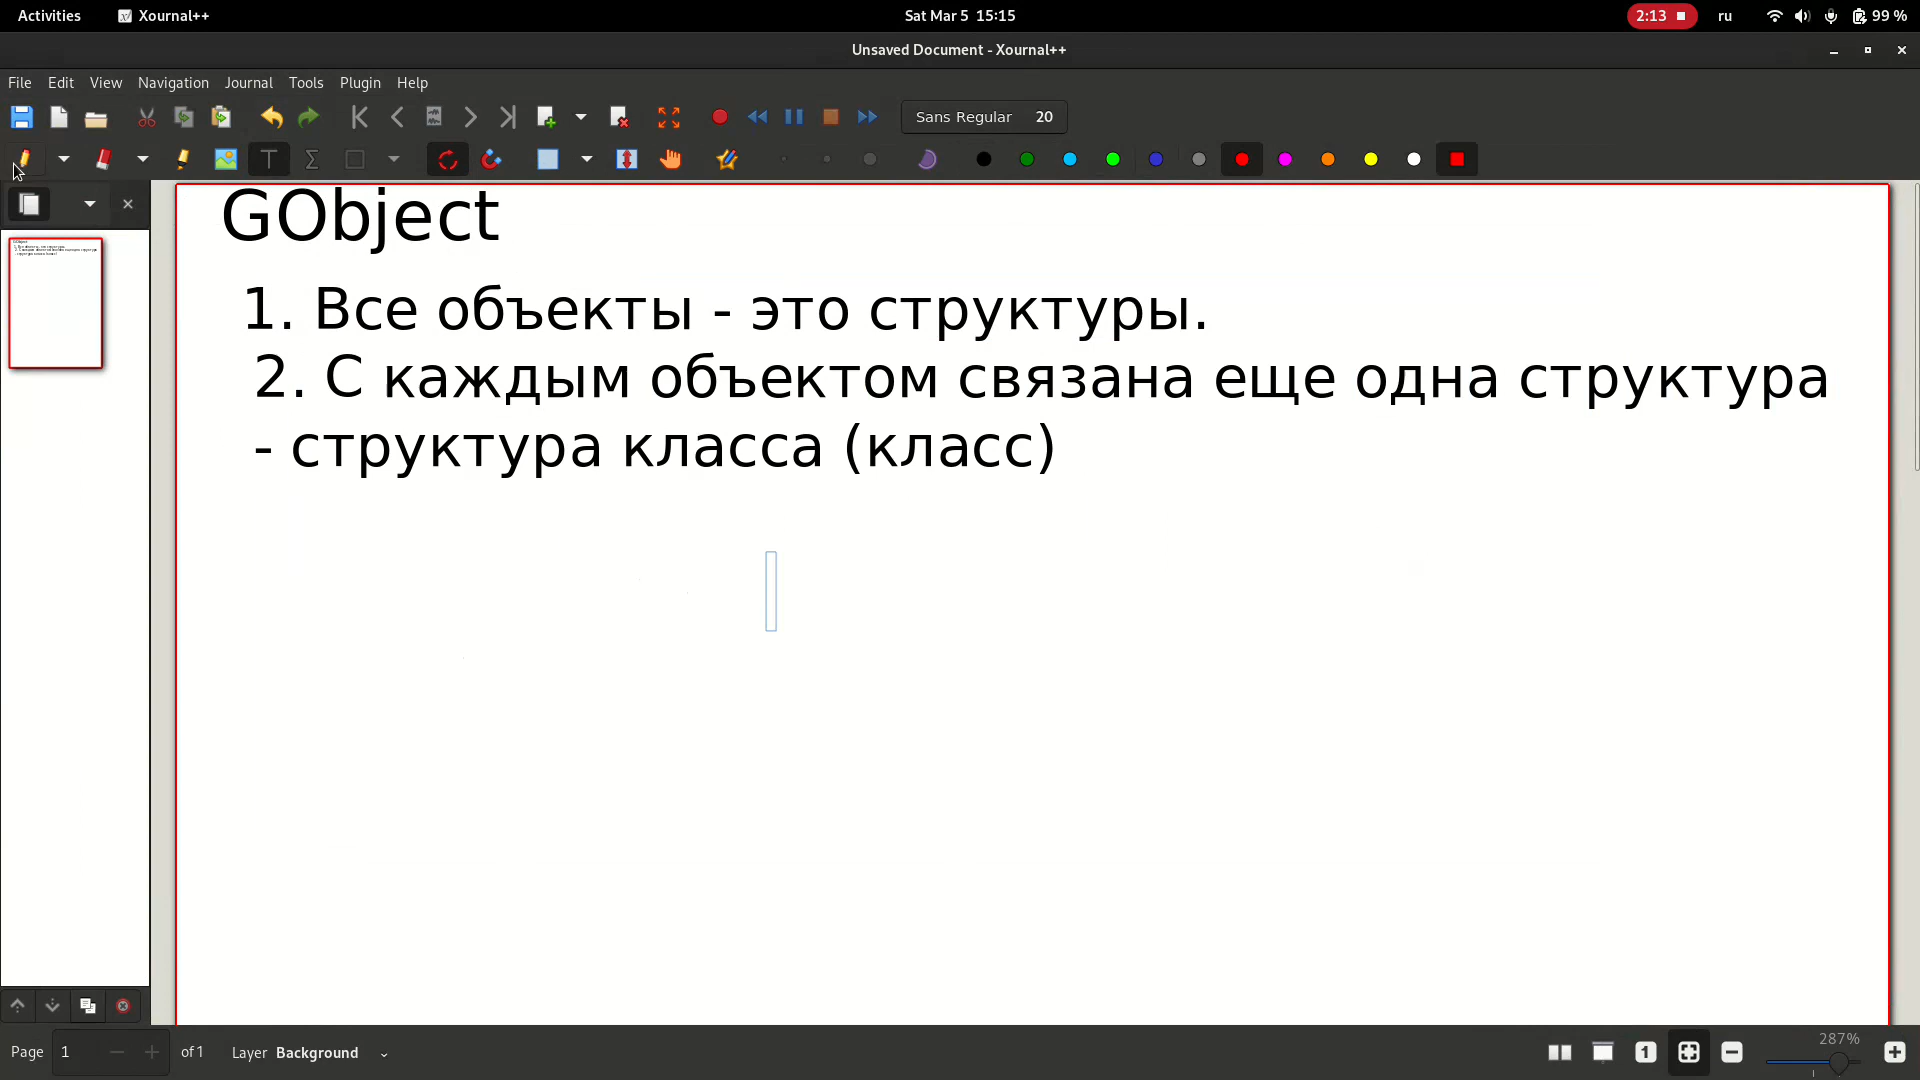 Activities Xournal++ Sat Mar 5 15:15 2:13 ru 99 %
Unsaved Document - Xournal++
File Edit View Navigation Journal Tools Plugin Help
Sans Regular 20
GObject
1. Все объекты - это структуры.
2. С каждым объектом связана еще одна структура
- структура класса (класс)
Page 1 of 1 Layer Background 287%